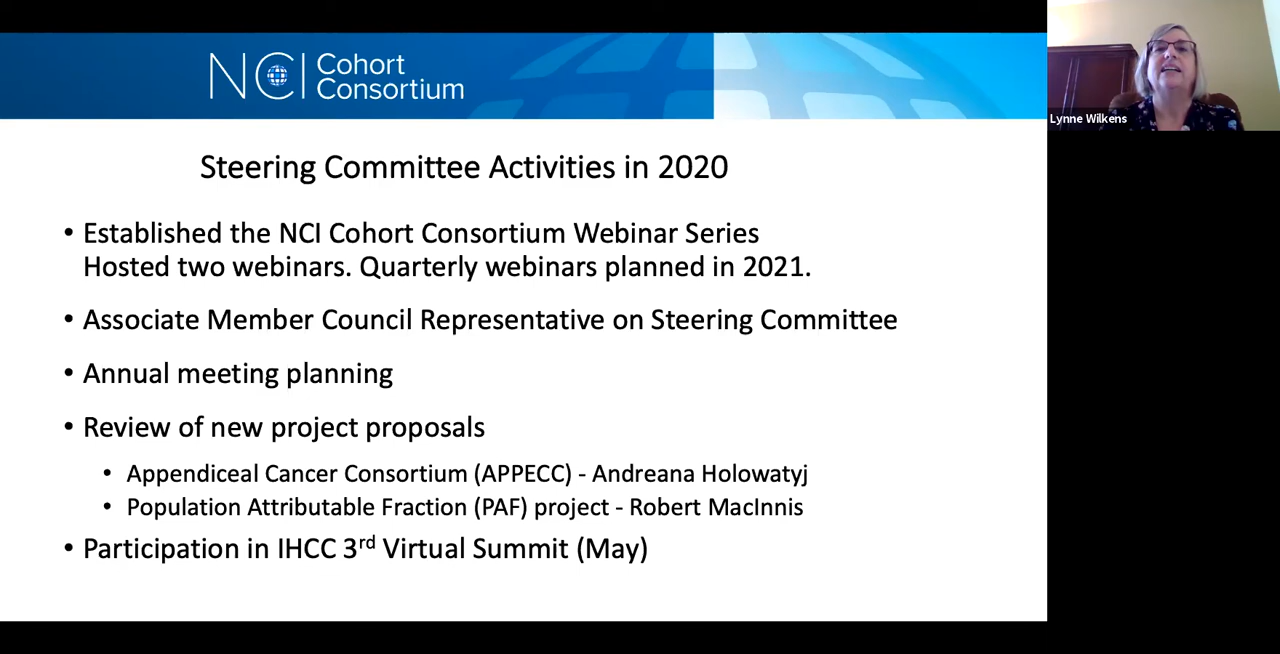 NCI Cohort
Consortium
Lynne Wilkens
Steering Committee Activities in 2020
• Established the NCI Cohort Consortium Webinar Series
Hosted two webinars. Quarterly webinars planned in 2021.
• Associate Member Council Representative on Steering Committee
• Annual meeting planning
• Review of new project proposals
• Appendiceal Cancer Consortium (APPECC) - Andreana Holowatyj
• Population Attributable Fraction (PAF) project - Robert MacInnis
• Participation in IHCC 3rd Virtual Summit (May)